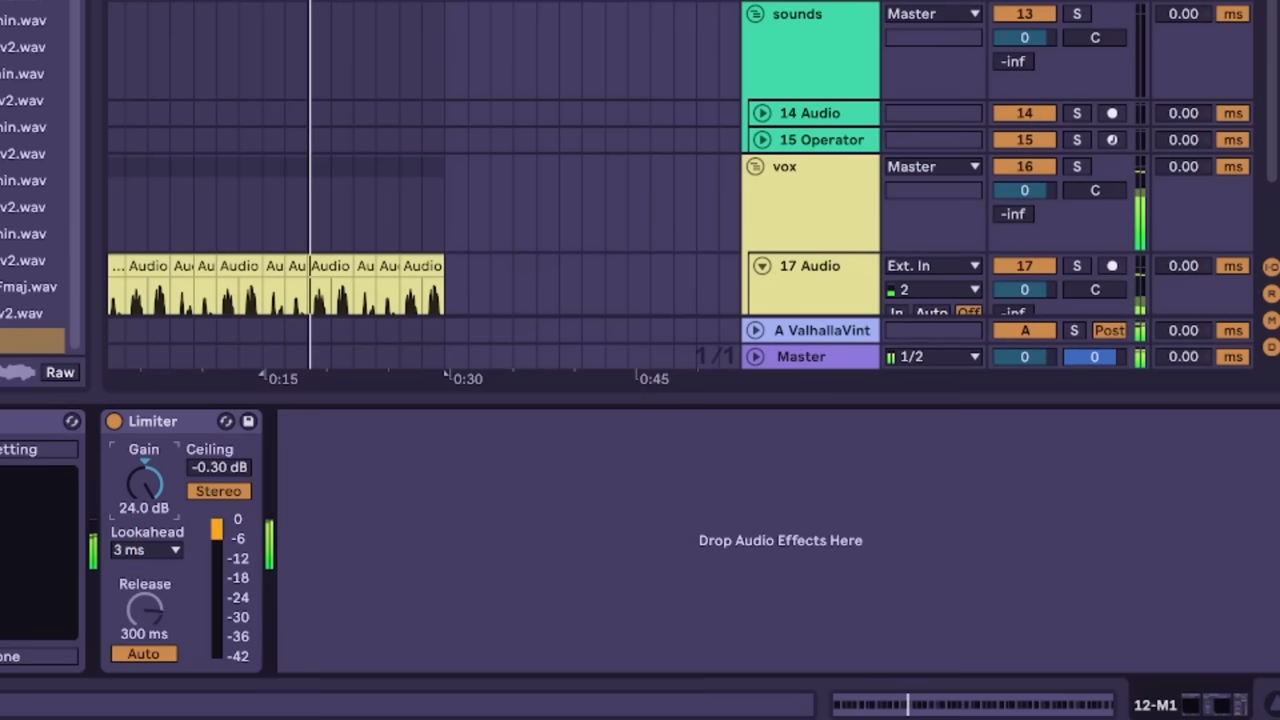 nin.wav
v2.wav
in.wav
v2.wav
nin.wav
v2.wav
nin.wav
v2.wav
nin.wav
v2.wav
Fmaj.wav
v2.wav
Raw
sounds Master 13 S 0.00 ms
0 C
-inf
14 Audio 14 S 0.00 ms
15 Operator 15 S 0.00 ms
vox Master 16 S 0.00 ms
0 C
-inf
... Audio Au Au Audio Au Au Audio Au Au Audio
17 Audio Ext. In 17 S 0.00 ms
2 0 C
In Auto Off -inf
A ValhallaVint A S Post 0.00 ms
1/1 Master 1/2 0 0 0.00 ms
I-O
R
M
D
0:15 0:30 0:45
etting
one
Limiter
Gain Ceiling
-0.30 dB
Stereo
24.0 dB
Lookahead
3 ms
Release
300 ms
Auto
0
-6
-12
-18
-24
-30
-36
-42
Drop Audio Effects Here
12-M1